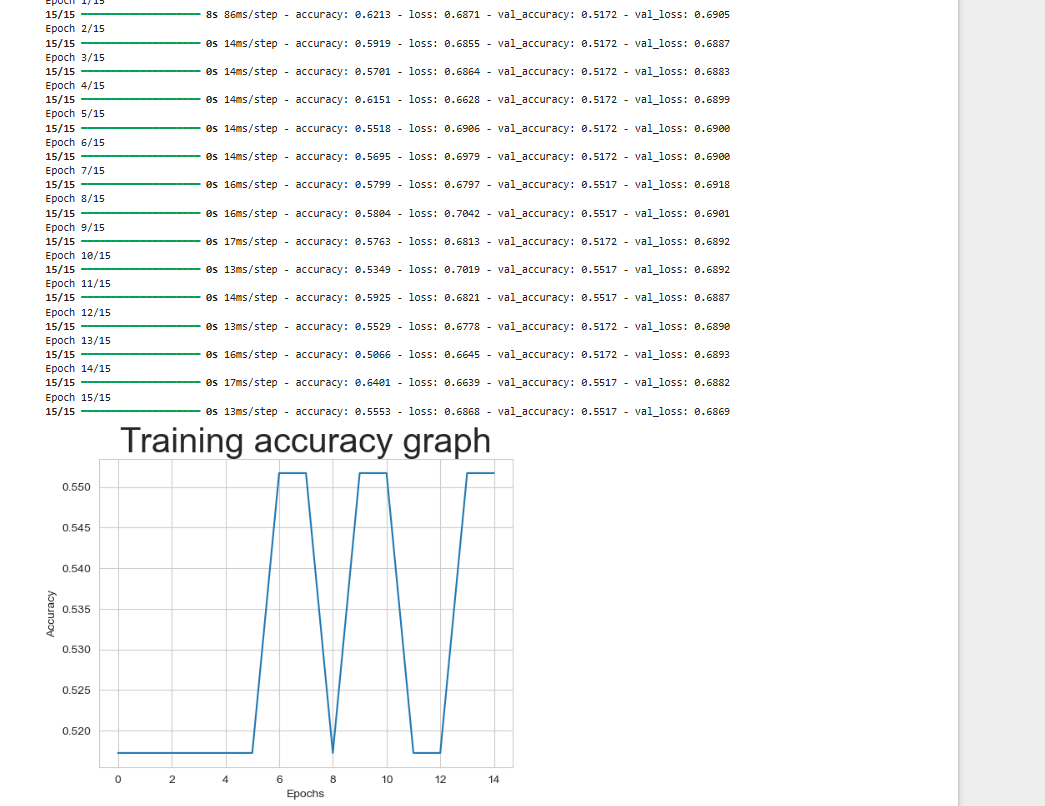 Epoch 1/15
15/15 8s 86ms/step - accuracy: 0.6213 - loss: 0.6871 - val_accuracy: 0.5172 - val_loss: 0.6905
Epoch 2/15
15/15 0s 14ms/step - accuracy: 0.5919 - loss: 0.6855 - val_accuracy: 0.5172 - val_loss: 0.6887
Epoch 3/15
15/15 0s 14ms/step - accuracy: 0.5701 - loss: 0.6864 - val_accuracy: 0.5172 - val_loss: 0.6883
Epoch 4/15
15/15 0s 14ms/step - accuracy: 0.6151 - loss: 0.6628 - val_accuracy: 0.5172 - val_loss: 0.6899
Epoch 5/15
15/15 0s 14ms/step - accuracy: 0.5518 - loss: 0.6906 - val_accuracy: 0.5172 - val_loss: 0.6900
Epoch 6/15
15/15 0s 14ms/step - accuracy: 0.5695 - loss: 0.6979 - val_accuracy: 0.5172 - val_loss: 0.6900
Epoch 7/15
15/15 0s 16ms/step - accuracy: 0.5799 - loss: 0.6797 - val_accuracy: 0.5517 - val_loss: 0.6918
Epoch 8/15
15/15 0s 16ms/step - accuracy: 0.5804 - loss: 0.7042 - val_accuracy: 0.5517 - val_loss: 0.6901
Epoch 9/15
15/15 0s 17ms/step - accuracy: 0.5763 - loss: 0.6813 - val_accuracy: 0.5172 - val_loss: 0.6892
Epoch 10/15
15/15 0s 13ms/step - accuracy: 0.5349 - loss: 0.7019 - val_accuracy: 0.5517 - val_loss: 0.6892
Epoch 11/15
15/15 0s 14ms/step - accuracy: 0.5925 - loss: 0.6821 - val_accuracy: 0.5517 - val_loss: 0.6887
Epoch 12/15
15/15 0s 13ms/step - accuracy: 0.5529 - loss: 0.6778 - val_accuracy: 0.5172 - val_loss: 0.6890
Epoch 13/15
15/15 0s 16ms/step - accuracy: 0.5066 - loss: 0.6645 - val_accuracy: 0.5172 - val_loss: 0.6893
Epoch 14/15
15/15 0s 17ms/step - accuracy: 0.6401 - loss: 0.6639 - val_accuracy: 0.5517 - val_loss: 0.6882
Epoch 15/15
15/15 0s 13ms/step - accuracy: 0.5553 - loss: 0.6868 - val_accuracy: 0.5517 - val_loss: 0.6869
Training accuracy graph
0.550
0.545
0.540
0.535
0.530
0.525
0.520
Accuracy
0 2 4 6 8 10 12 14
Epochs